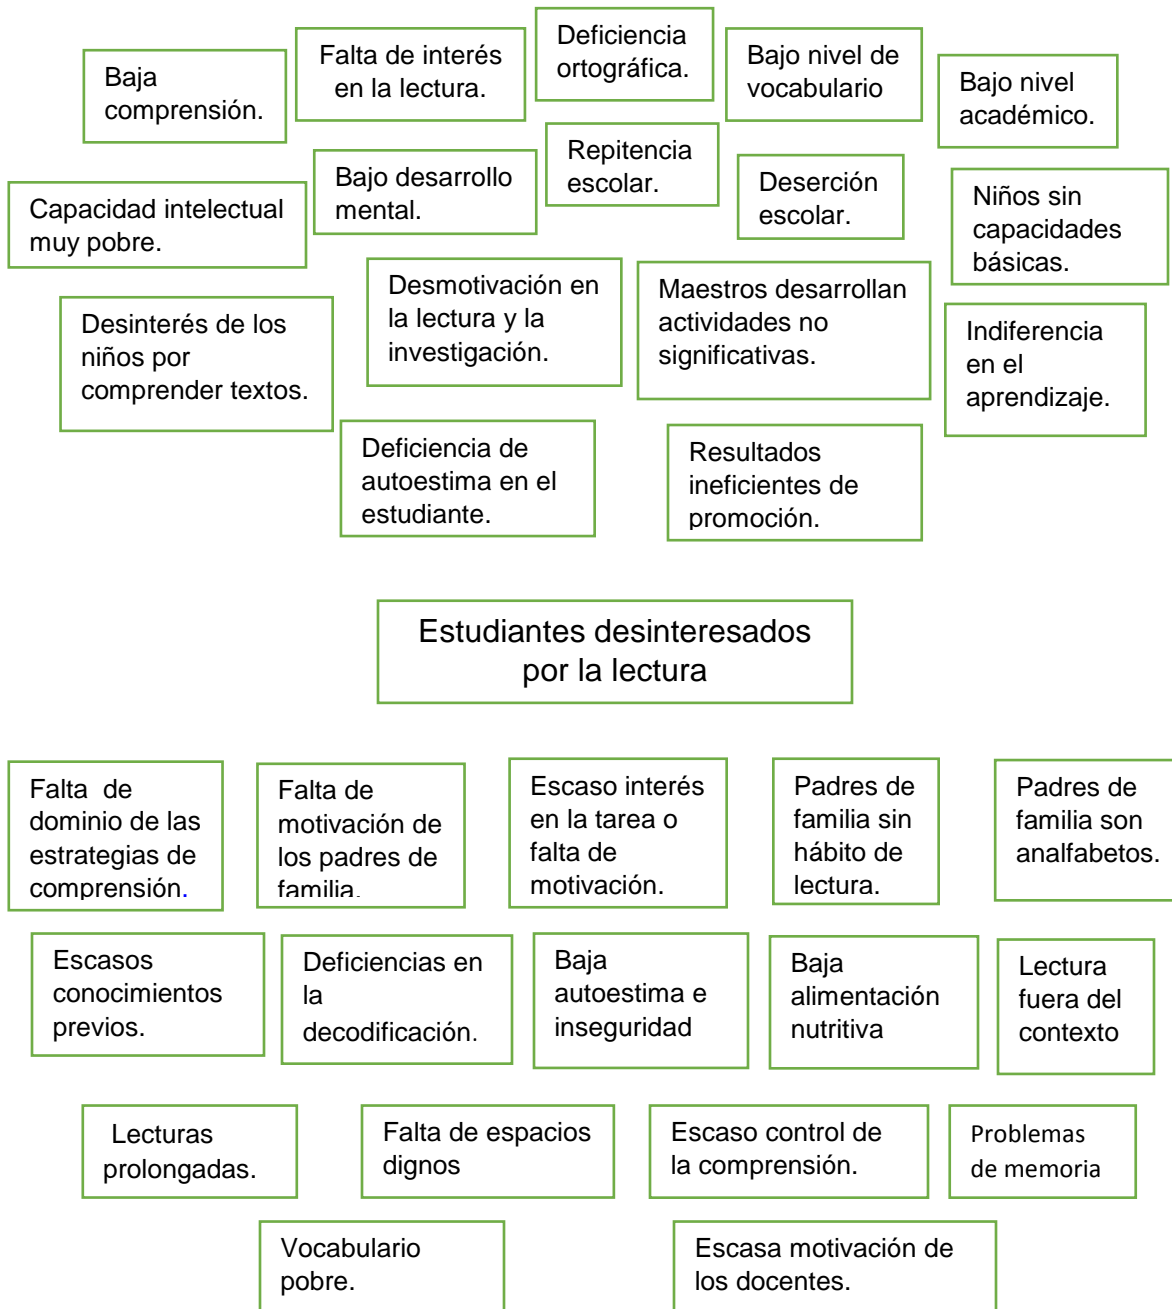 Baja
comprensión.
Falta de interés
en la lectura.
Deficiencia
ortográfica.
Bajo nivel de
vocabulario
Bajo nivel
académico.
Capacidad intelectual
muy pobre.
Bajo desarrollo
mental.
Repitencia
escolar.
Deserción
escolar.
Niños sin
capacidades
básicas.
Desinterés de los
niños por
comprender textos.
Desmotivación en
la lectura y la
investigación.
Maestros desarrollan
actividades no
significativas.
Indiferencia
en el
aprendizaje.
Deficiencia de
autoestima en el
estudiante.
Resultados
ineficientes de
promoción.
Estudiantes desinteresados
por la lectura
Falta de
dominio de las
estrategias de
comprensión.
Falta de
motivación de
los padres de
familia.
Escaso interés
en la tarea o
falta de
motivación.
Padres de
familia sin
hábito de
lectura.
Padres de
familia son
analfabetos.
Escasos
conocimientos
previos.
Deficiencias en
la
decodificación.
Baja
autoestima e
inseguridad
Baja
alimentación
nutritiva
Lectura
fuera del
contexto
Lecturas
prolongadas.
Falta de espacios
dignos
Escaso control de
la comprensión.
Problemas
de memoria
Vocabulario
pobre.
Escasa motivación de
los docentes.